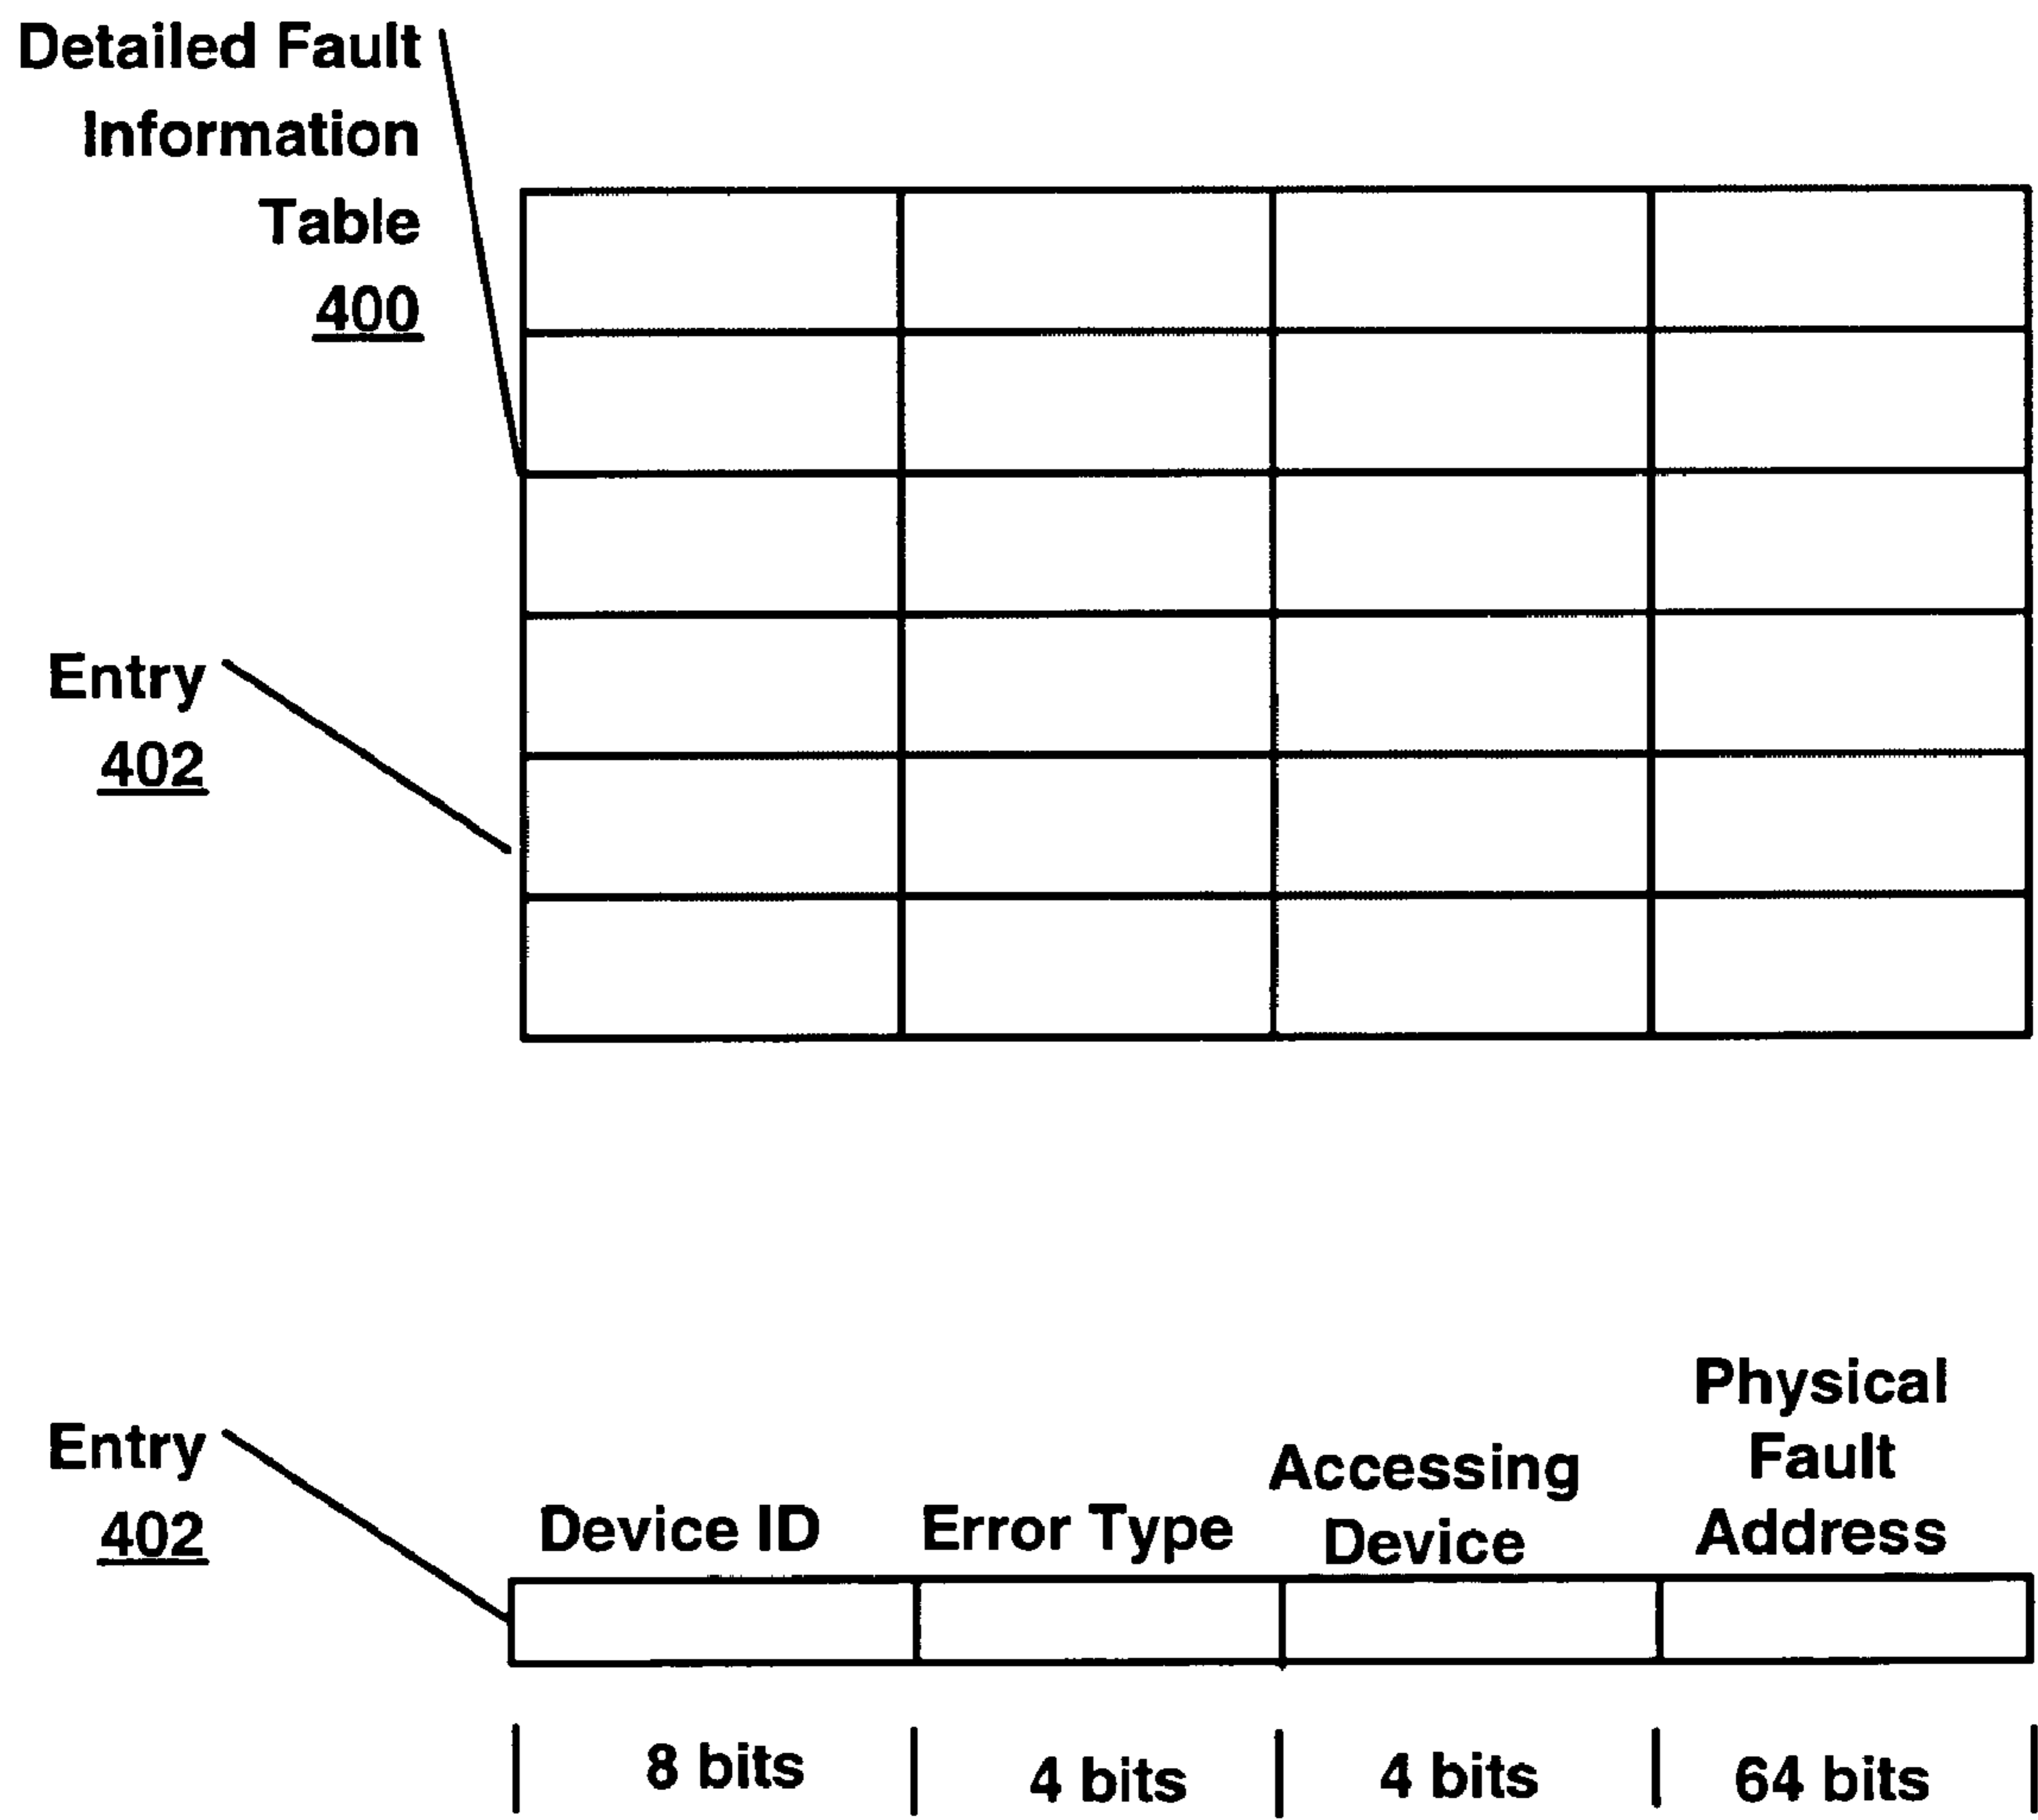 Detailed Fault
Information
Table
400
Entry
402
Entry
402
Device ID
Error Type
Accessing
Device
Physical
Fault
Address
8 bits
4 bits
4 bits
64 bits